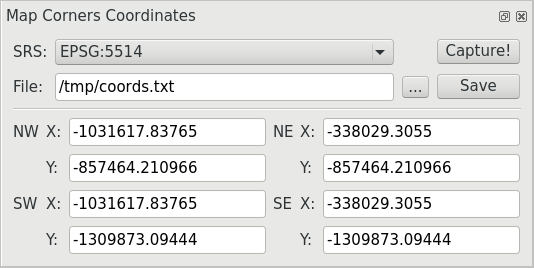 Map Corners Coordinates
SRS: EPSG:5514 Capture!
File: /tmp/coords.txt ... Save
NW X: -1031617.83765 NE X: -338029.3055
Y: -857464.210966 Y: -857464.210966
SW X: -1031617.83765 SE X: -338029.3055
Y: -1309873.09444 Y: -1309873.09444